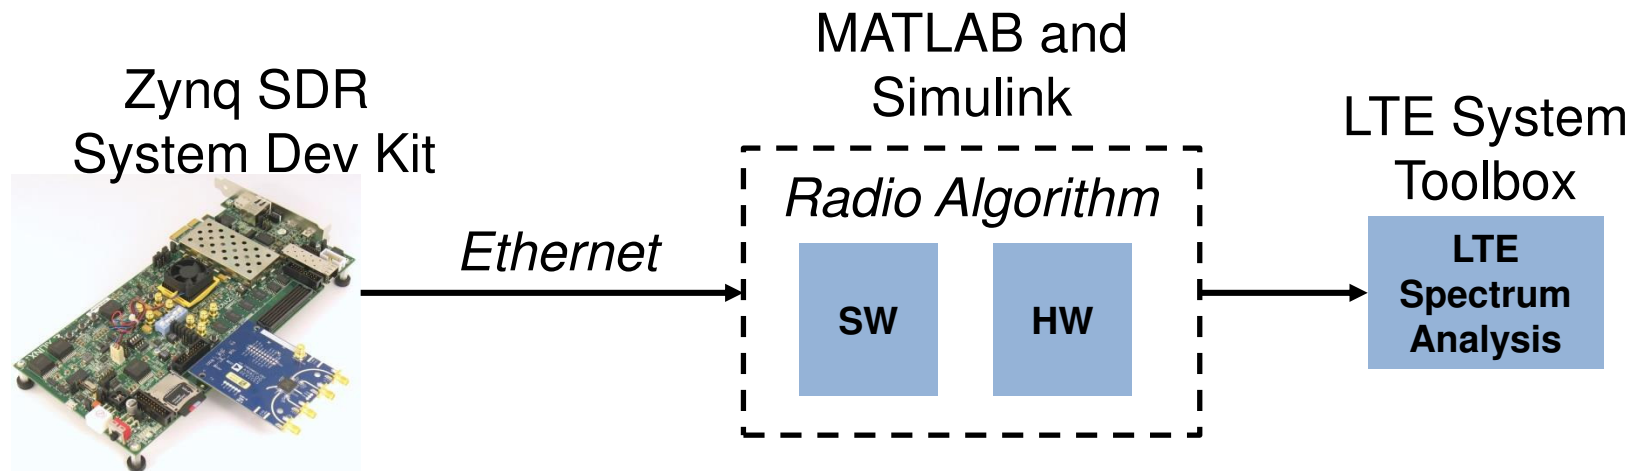 Zynq SDR
System Dev Kit
Ethernet
MATLAB and
Simulink
Radio Algorithm
SW
HW
LTE System
Toolbox
LTE
Spectrum
Analysis